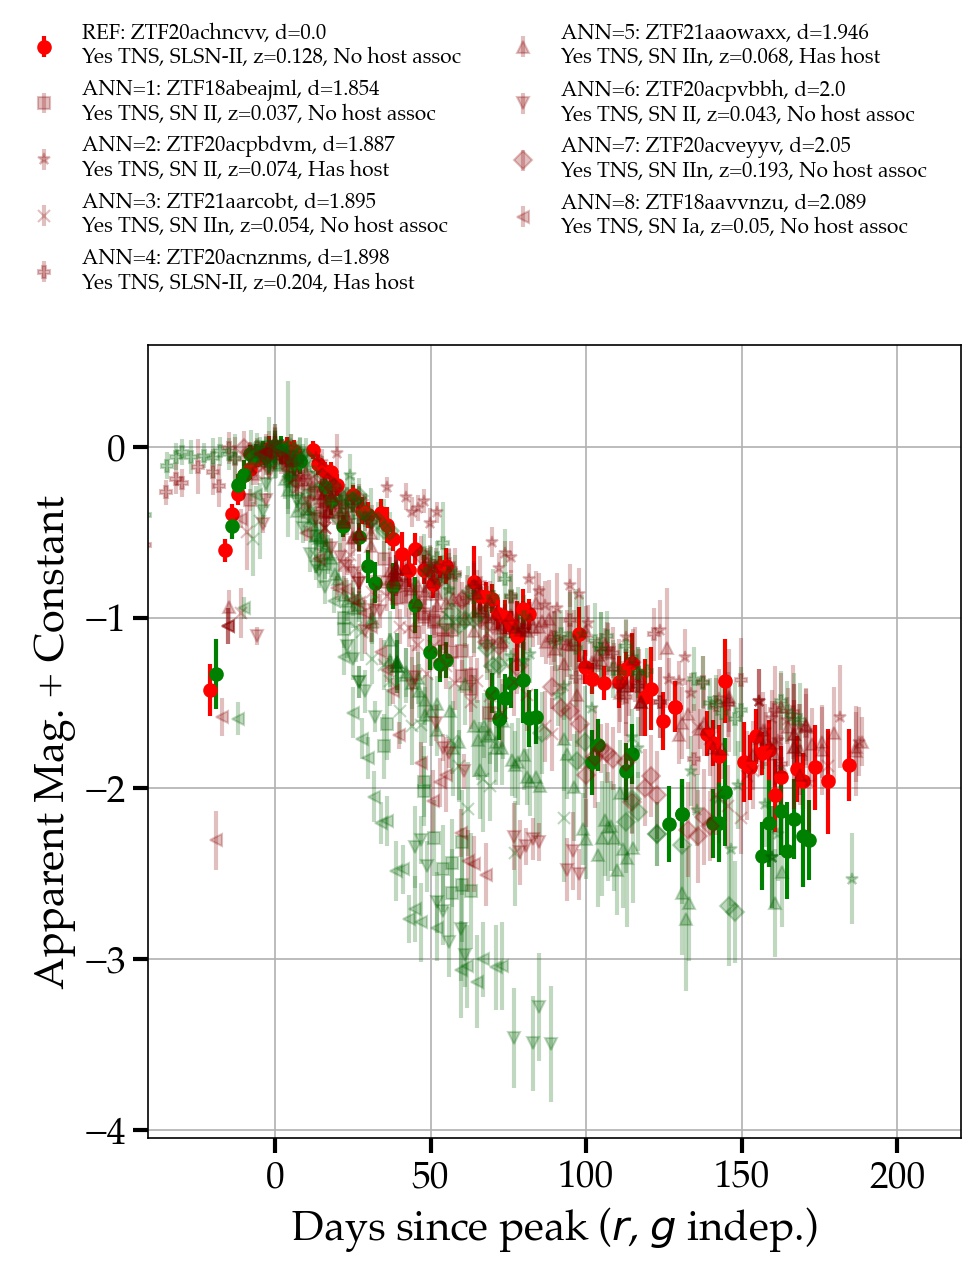 REF: ZTF20achncvv, d=0.0
Yes TNS, SLSN-II, z=0.128, No host assoc
ANN=1: ZTF18abeajml, d=1.854
Yes TNS, SN II, z=0.037, No host assoc
ANN=2: ZTF20acpbdvm, d=1.887
Yes TNS, SN II, z=0.074, Has host
ANN=3: ZTF21aarcobt, d=1.895
Yes TNS, SN IIn, z=0.054, No host assoc
ANN=4: ZTF20acnznms, d=1.898
Yes TNS, SLSN-II, z=0.204, Has host
ANN=5: ZTF21aaowaxx, d=1.946
Yes TNS, SN IIn, z=0.068, Has host
ANN=6: ZTF20acpvbbh, d=2.0
Yes TNS, SN II, z=0.043, No host assoc
ANN=7: ZTF20acveyyv, d=2.05
Yes TNS, SN IIn, z=0.193, No host assoc
ANN=8: ZTF18aavvnzu, d=2.089
Yes TNS, SN Ia, z=0.05, No host assoc
Apparent Mag. + Constant
0
−1
−2
−3
−4
0 50 100 150 200
Days since peak (r, g indep.)